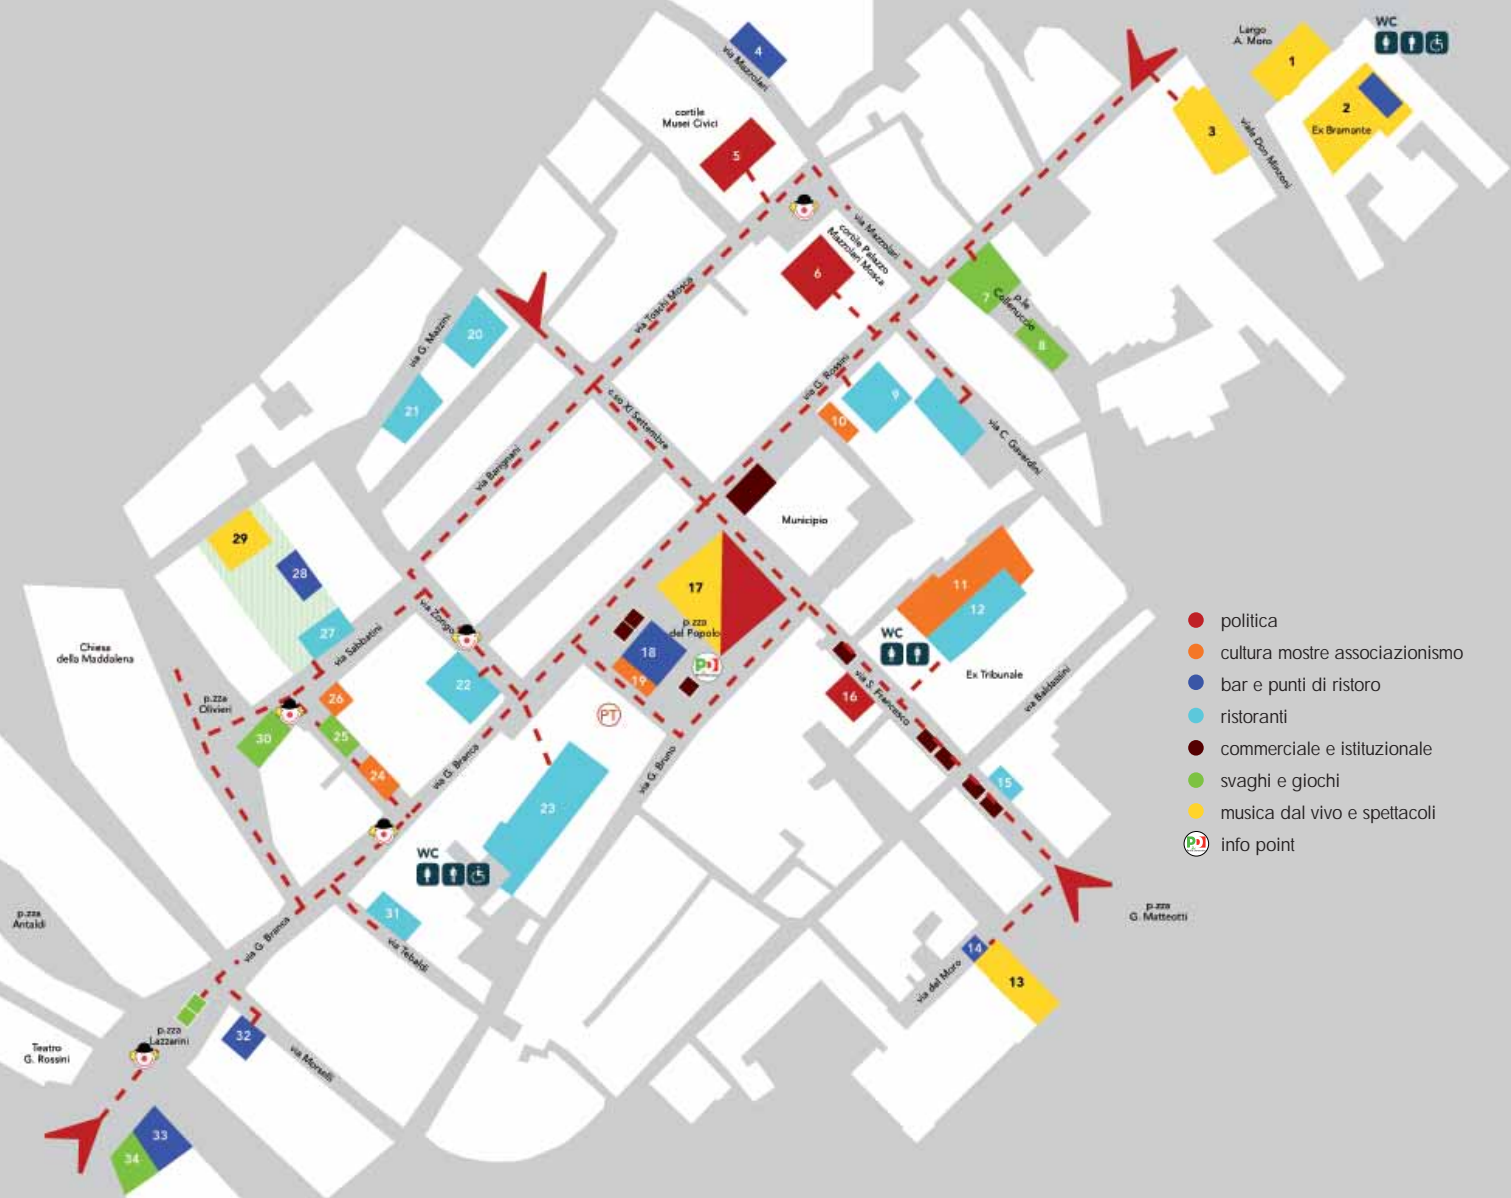 WC
Largo
A. Moro
4
1
2
Ex Bramante
3
via Mazzolari
viale Don Minzoni
cortile
Musei Civici
5
via Mazzolari
cortile Palazzo
Mazzolari Mosca
6
7
p.le
Collenuccio
8
via Toschi Mosca
via G. Mazzini
20
21
via G. Rossini
9
10
c.so XI Settembre
via C. Gavardini
via Barignani
Municipio
29
28
27
17
p.zza
del Popolo
11
12
WC
Ex Tribunale
via Zongo
via Sabbatini
Chiesa
della Maddalena
18
19
PD
16
via S. Francesco
via Baldassini
22
26
p.zza
Olivieri
PT
30
25
24
via G. Branca
via G. Bruno
15
23
WC
politica
cultura mostre associazionismo
bar e punti di ristoro
ristoranti
commerciale e istituzionale
svaghi e giochi
musica dal vivo e spettacoli
PD info point
31
via Tebaldi
p.zza
Antaldi
via G. Branca
p.zza
G. Matteotti
14
13
via del Moro
p.zza
Lazzarini
32
via Morselli
Teatro
G. Rossini
33
34